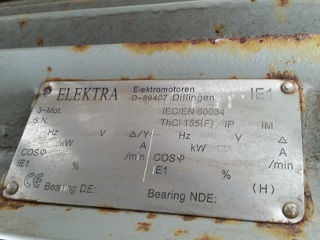 ELEKTRA Elektromotoren IE1
D-89407 Dillingen
3~Mot. IEC/EN 60034
S.N. Th.Cl 155(F) IP IM
Hz V Δ/Y Hz V Δ
kW A kW A
COSφ /min COSφ /min
IE1 % E1 %
CE Bearing DE: Bearing NDE: (H)